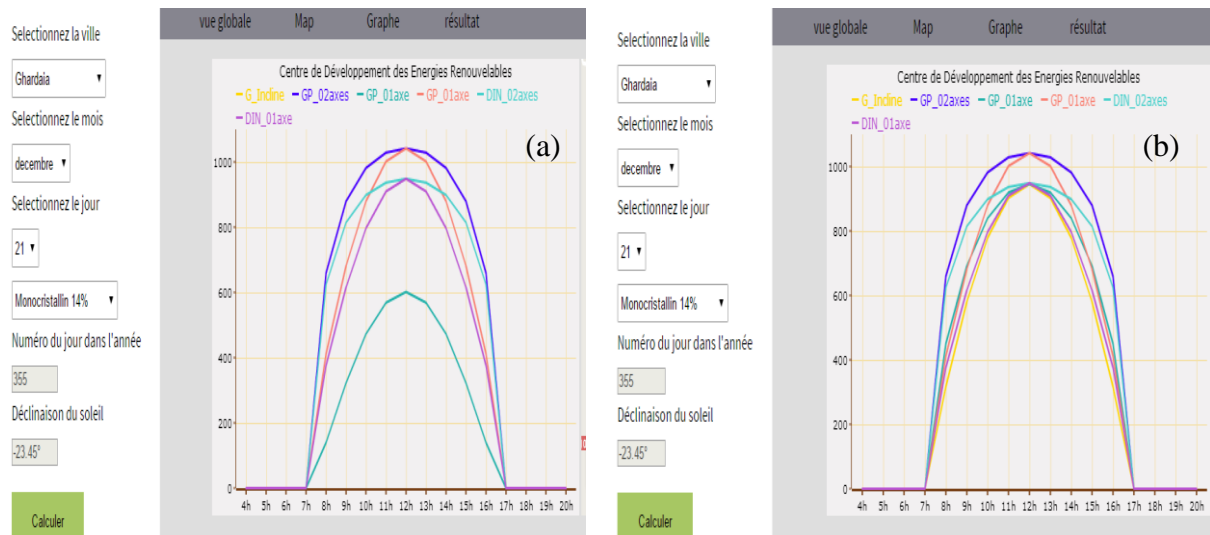 vue globale Map Graphe résultat
Selectionnez la ville
Ghardaia
Selectionnez le mois
decembre
Selectionnez le jour
21
Monocristallin 14%
Numéro du jour dans l'année
355
Déclinaison du soleil
-23.45°
Calculer
Centre de Développement des Energies Renouvelables
G_Incline GP_02axes GP_01axe GP_01axe DIN_02axes
DIN_01axe
(a)
1000
800
600
400
200
0
4h 5h 6h 7h 8h 9h 10h 11h 12h 13h 14h 15h 16h 17h 18h 19h 20h
vue globale Map Graphe résultat
Selectionnez la ville
Ghardaia
Selectionnez le mois
decembre
Selectionnez le jour
21
Monocristallin 14%
Numéro du jour dans l'année
355
Déclinaison du soleil
-23.45°
Calculer
Centre de Développement des Energies Renouvelables
G_Incline GP_02axes GP_01axe GP_01axe DIN_02axes
DIN_01axe
(b)
1000
800
600
400
200
0
4h 5h 6h 7h 8h 9h 10h 11h 12h 13h 14h 15h 16h 17h 18h 19h 20h